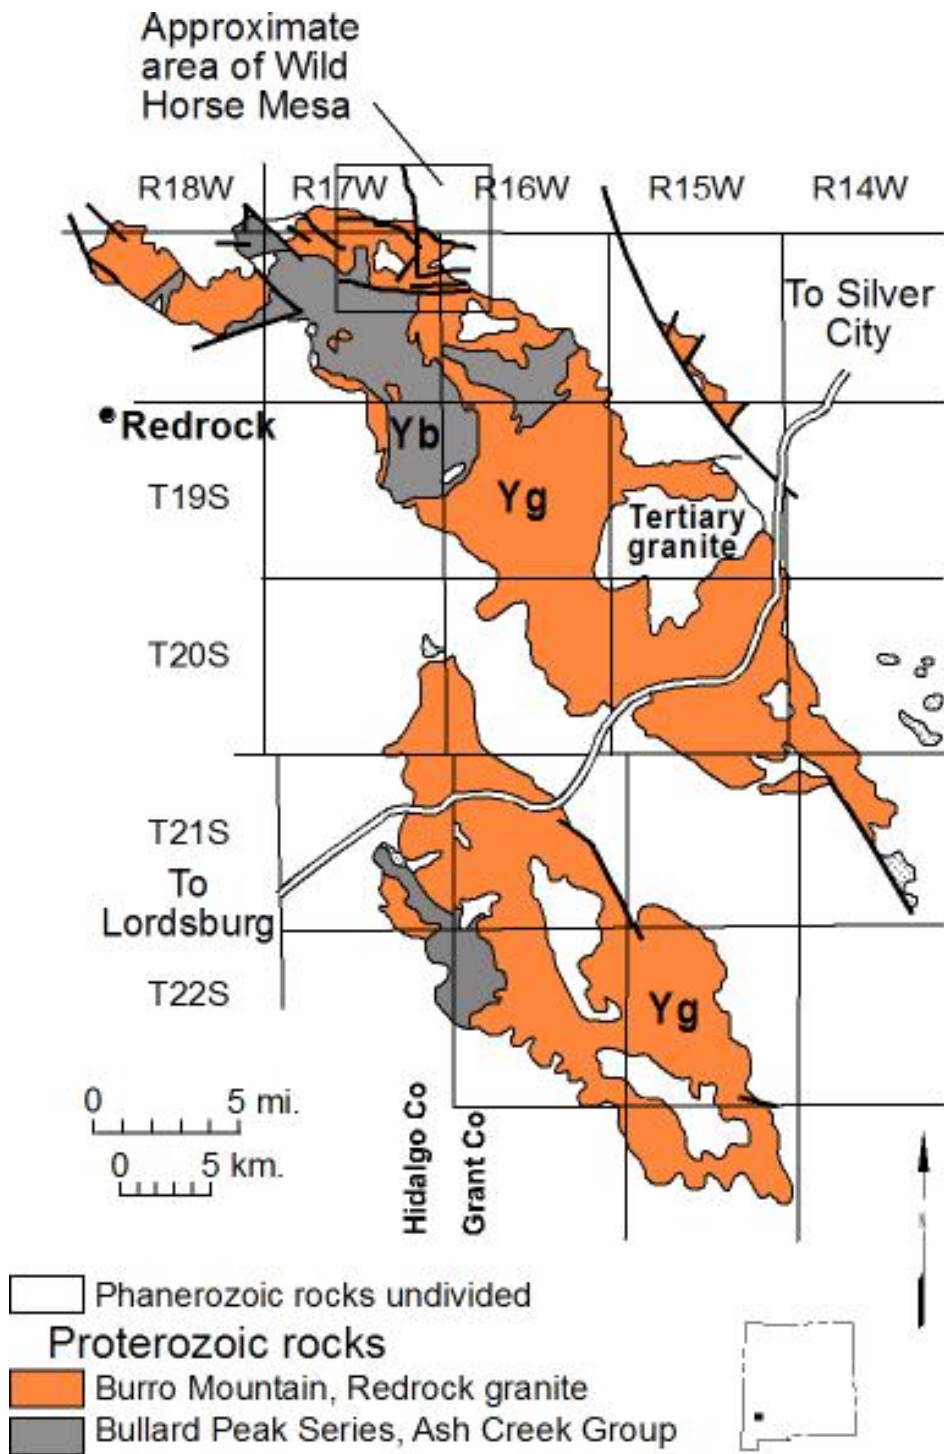 Approximate
area of Wild
Horse Mesa
R18W
R17W
R16W
R15W
R14W
To Silver
City
Redrock
Yb
T19S
Yg
Tertiary
granite
T20S
T21S
To
Lordsburg
T22S
Yg
0 5 mi.
0 5 km.
Hidalgo Co
Grant Co
Phanerozoic rocks undivided
Proterozoic rocks
Burro Mountain, Redrock granite
Bullard Peak Series, Ash Creek Group